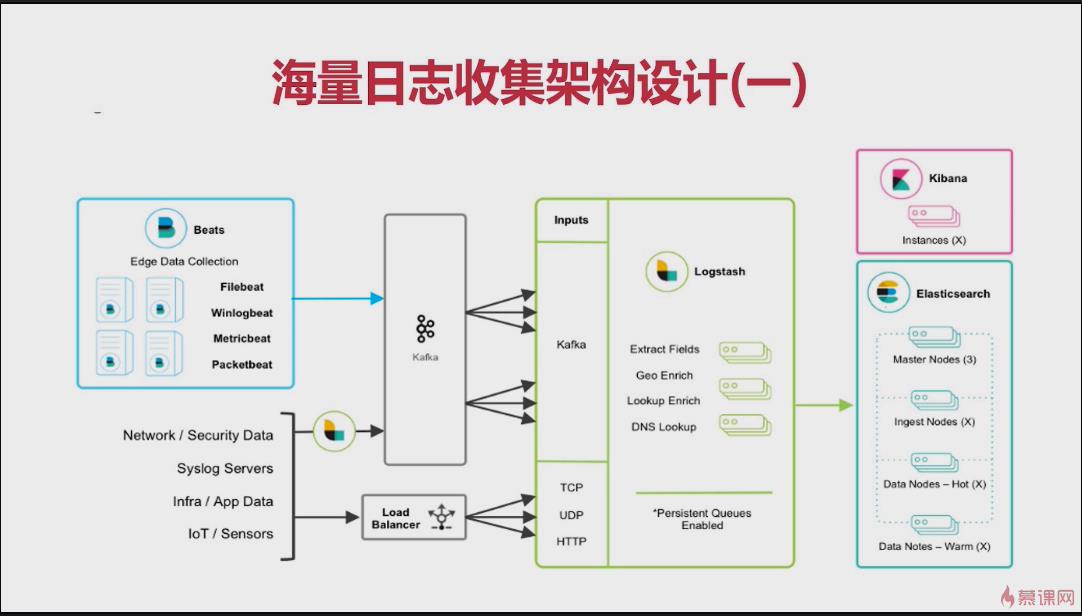 海量日志收集架构设计(一)
Beats
Edge Data Collection
Filebeat
Winlogbeat
Metricbeat
Packetbeat
Network / Security Data
Syslog Servers
Infra / App Data
IoT / Sensors
Kafka
Load
Balancer
Inputs
Kafka
TCP
UDP
HTTP
Logstash
Extract Fields
Geo Enrich
Lookup Enrich
DNS Lookup
*Persistent Queues
Enabled
Kibana
Instances (X)
Elasticsearch
Master Nodes (3)
Ingest Nodes (X)
Data Nodes – Hot (X)
Data Notes – Warm (X)
慕课网